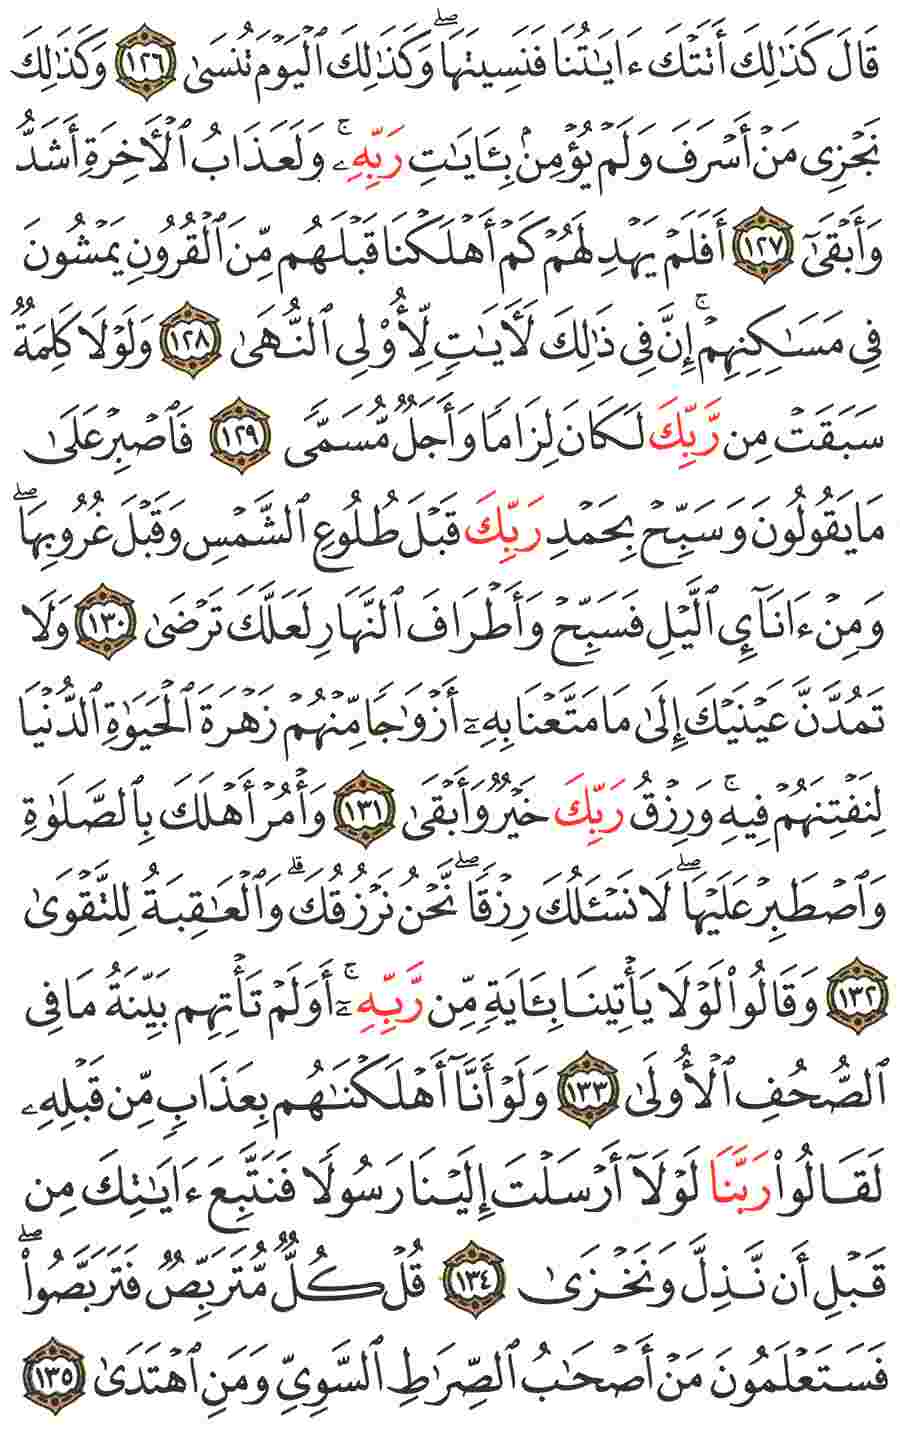 قَالَ كَذَٰلِكَ أَتَتْكَ ءَايَٰتُنَا فَنَسِيتَهَا ۖ وَكَذَٰلِكَ ٱلْيَوْمَ تُنسَىٰ ١٢٦ وَكَذَٰلِكَ
نَجْزِى مَنْ أَسْرَفَ وَلَمْ يُؤْمِنۢ بِـَٔايَٰتِ رَبِّهِۦ ۚ وَلَعَذَابُ ٱلْأَخِرَةِ أَشَدُّ
وَأَبْقَىٰٓ ١٢٧ أَفَلَمْ يَهْدِ لَهُمْ كَمْ أَهْلَكْنَا قَبْلَهُم مِّنَ ٱلْقُرُونِ يَمْشُونَ
فِى مَسَٰكِنِهِمْ ۚ إِنَّ فِى ذَٰلِكَ لَأَيَٰتٍ لِّأُو۟لِى ٱلنُّهَىٰ ١٢٨ وَلَوْلَا كَلِمَةٌ
سَبَقَتْ مِن رَّبِّكَ لَكَانَ لِزَامًا وَأَجَلٌ مُّسَمًّى ١٢٩ فَٱصْبِرْ عَلَىٰ
مَا يَقُولُونَ وَسَبِّحْ بِحَمْدِ رَبِّكَ قَبْلَ طُلُوعِ ٱلشَّمْسِ وَقَبْلَ غُرُوبِهَا ۖ
وَمِنْ ءَانَآئِ ٱلَّيْلِ فَسَبِّحْ وَأَطْرَافَ ٱلنَّهَارِ لَعَلَّكَ تَرْضَىٰ ١٣٠ وَلَا
تَمُدَّنَّ عَيْنَيْكَ إِلَىٰ مَا مَتَّعْنَا بِهِۦٓ أَزْوَٰجًا مِّنْهُمْ زَهْرَةَ ٱلْحَيَوٰةِ ٱلدُّنْيَا
لِنَفْتِنَهُمْ فِيهِ ۚ وَرِزْقُ رَبِّكَ خَيْرٌ وَأَبْقَىٰ ١٣١ وَأْمُرْ أَهْلَكَ بِٱلصَّلَوٰةِ
وَٱصْطَبِرْ عَلَيْهَا ۖ لَا نَسْـَٔلُكَ رِزْقًا ۖ نَّحْنُ نَرْزُقُكَ ۗ وَٱلْعَٰقِبَةُ لِلتَّقْوَىٰ
١٣٢ وَقَالُوا۟ لَوْلَا يَأْتِينَا بِـَٔايَةٍ مِّن رَّبِّهِۦٓ ۚ أَوَلَمْ تَأْتِهِم بَيِّنَةُ مَا فِى
ٱلصُّحُفِ ٱلْأُولَىٰ ١٣٣ وَلَوْ أَنَّآ أَهْلَكْنَٰهُم بِعَذَابٍ مِّن قَبْلِهِۦ
لَقَالُوا۟ رَبَّنَا لَوْلَآ أَرْسَلْتَ إِلَيْنَا رَسُولًا فَنَتَّبِعَ ءَايَٰتِكَ مِن
قَبْلِ أَن نَّذِلَّ وَنَخْزَىٰ ١٣٤ قُلْ كُلٌّ مُّتَرَبِّصٌ فَتَرَبَّصُوا۟ ۖ
فَسَتَعْلَمُونَ مَنْ أَصْحَٰبُ ٱلصِّرَٰطِ ٱلسَّوِىِّ وَمَنِ ٱهْتَدَىٰ ١٣٥